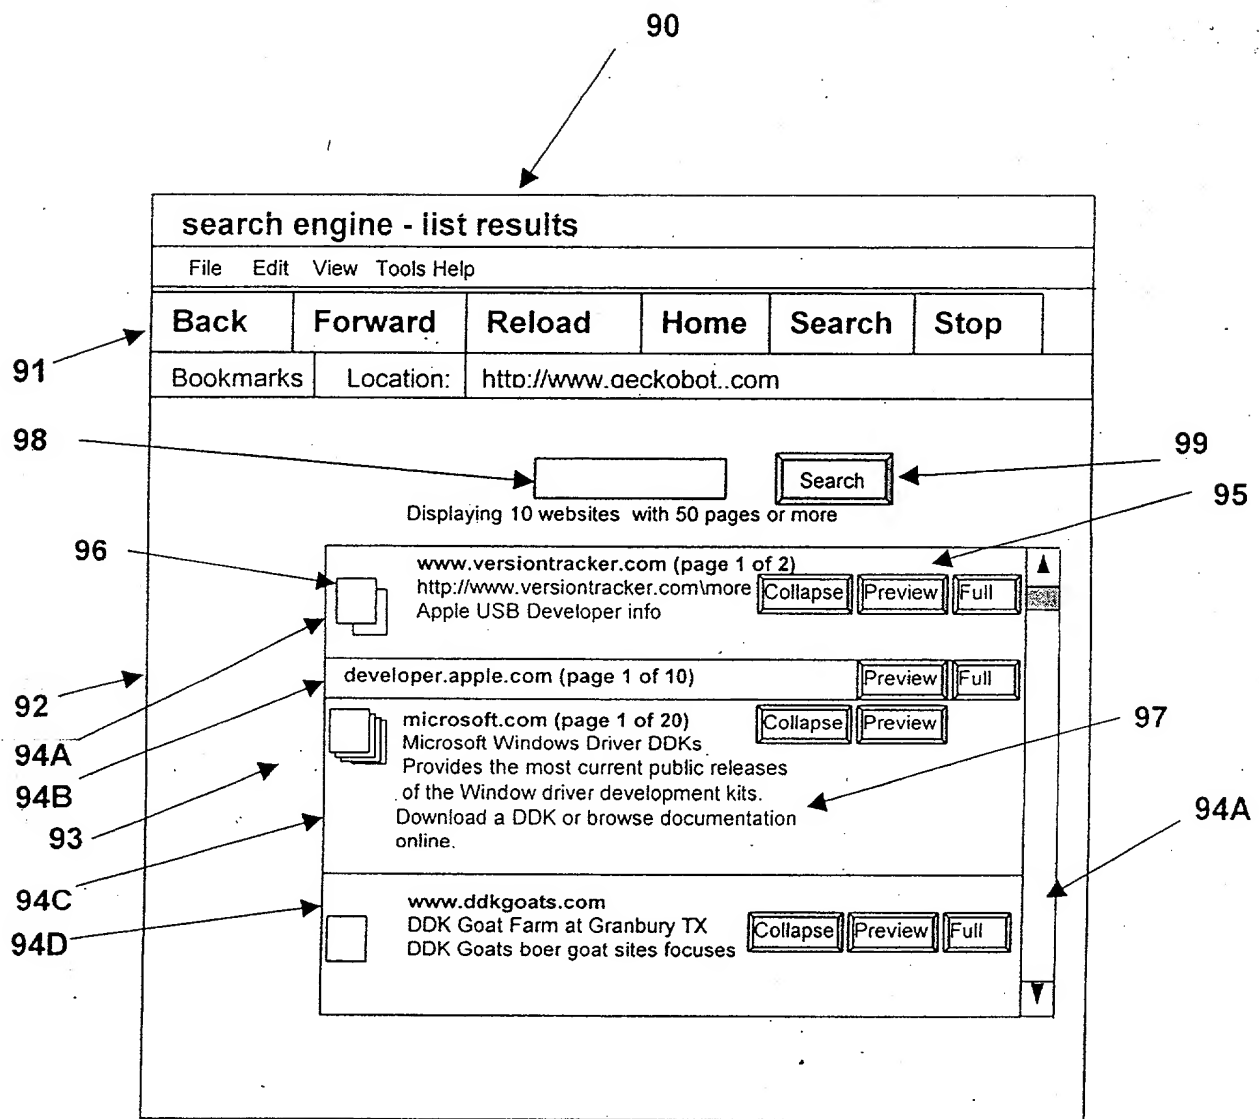 90
search engine - list results
File Edit View Tools Help
Back Forward Reload Home Search Stop
91
Bookmarks Location: http://www.geckobot..com
98
99
Search
95
Displaying 10 websites with 50 pages or more
96
www.versiontracker.com (page 1 of 2)
http://www.versiontracker.com\more Collapse Preview Full
Apple USB Developer info
92
developer.apple.com (page 1 of 10) Preview Full
microsoft.com (page 1 of 20) Collapse Preview
97
Microsoft Windows Driver DDKs
94A
Provides the most current public releases
94B
of the Window driver development kits.
94A
Download a DDK or browse documentation
93
online.
94C
www.ddkgoats.com
DDK Goat Farm at Granbury TX Collapse Preview Full
94D
DDK Goats boer goat sites focuses